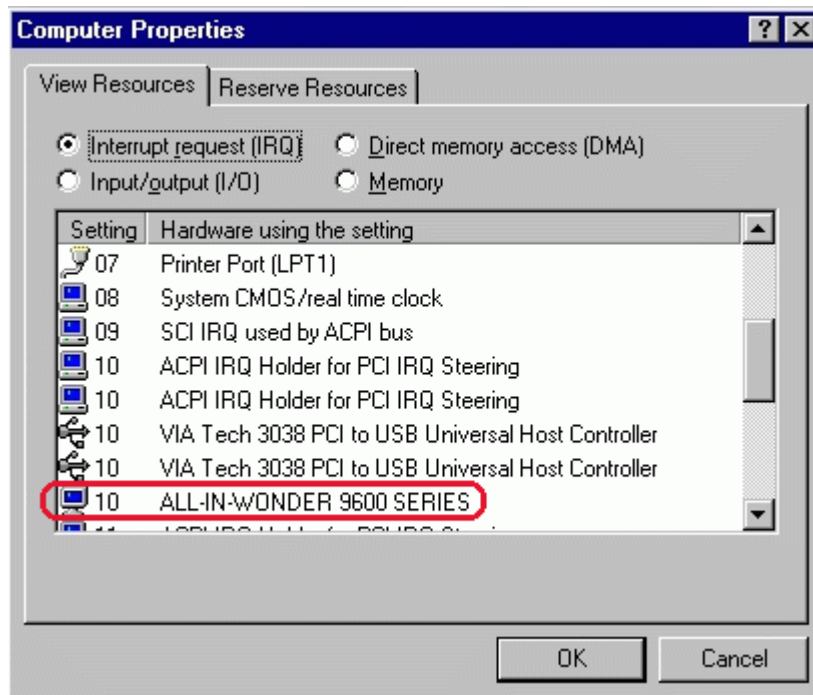 Computer Properties
View Resources Reserve Resources
Interrupt request (IRQ) Direct memory access (DMA)
Input/output (I/O) Memory
Setting Hardware using the setting
07 Printer Port (LPT1)
08 System CMOS/real time clock
09 SCI IRQ used by ACPI bus
10 ACPI IRQ Holder for PCI IRQ Steering
10 ACPI IRQ Holder for PCI IRQ Steering
10 VIA Tech 3038 PCI to USB Universal Host Controller
10 VIA Tech 3038 PCI to USB Universal Host Controller
10 ALL-IN-WONDER 9600 SERIES
OK Cancel